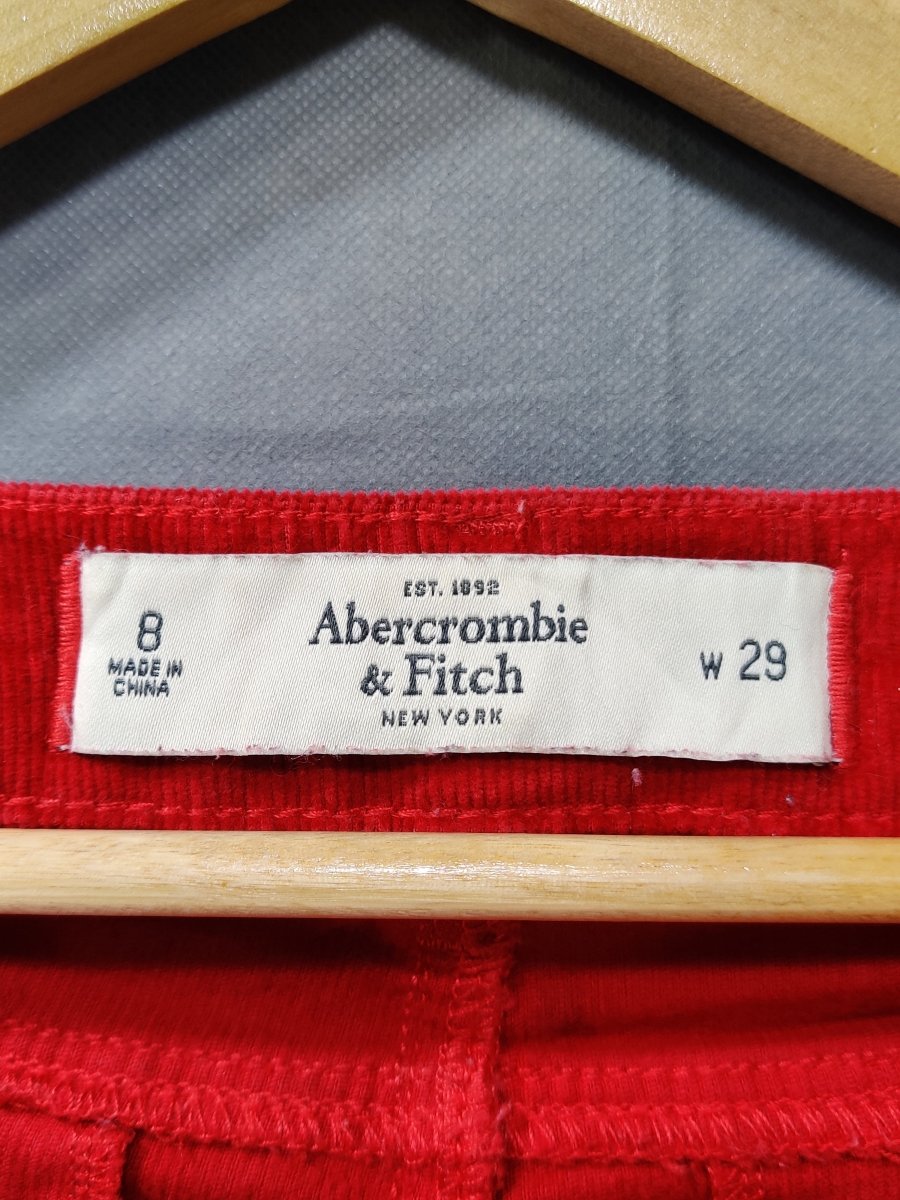 8
MADE IN
CHINA
EST. 1892
Abercrombie
& Fitch
NEW YORK
W 29